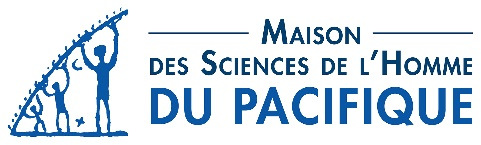 MAISON
DES SCIENCES DE L'HOMME
DU PACIFIQUE